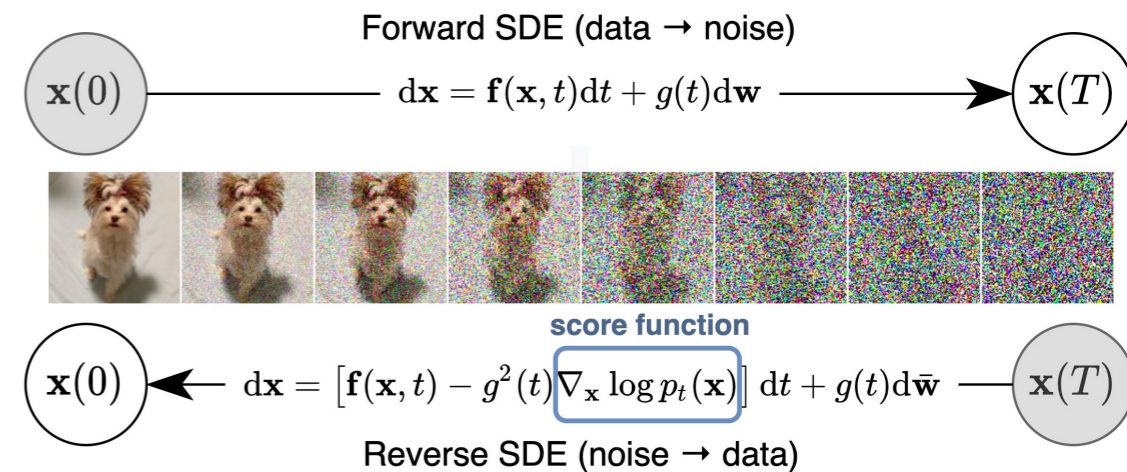 Forward SDE (data → noise)
x(0) dx = f(x, t)dt + g(t)dw x(T)
score function
x(0) dx = [f(x, t) − g²(t)∇ₓ log pₜ(x)] dt + g(t)dw̄ x(T)
Reverse SDE (noise → data)